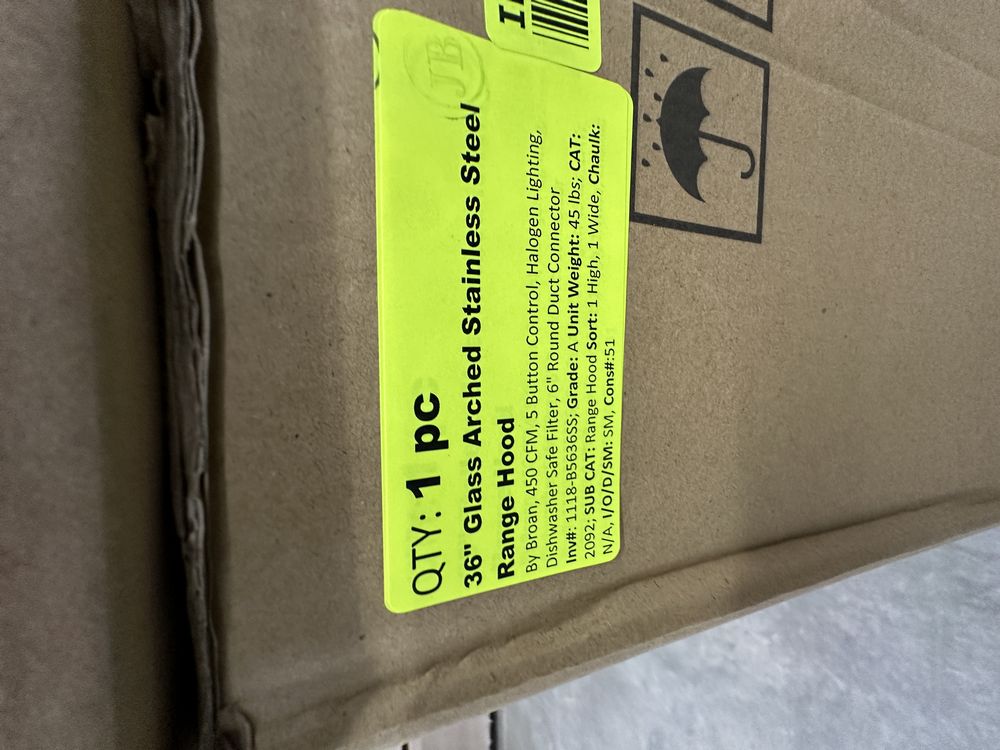 JB
QTY: 1 pc
36" Glass Arched Stainless Steel
Range Hood
By Broan, 450 CFM, 5 Button Control, Halogen Lighting,
Dishwasher Safe Filter, 6" Round Duct Connector
Inv#: 1118-B5636SS; Grade: A Unit Weight: 45 lbs; CAT:
2092; SUB CAT: Range Hood Sort: 1 High, 1 Wide, Chaulk:
N/A, I/O/D/SM: SM, Cons#:51